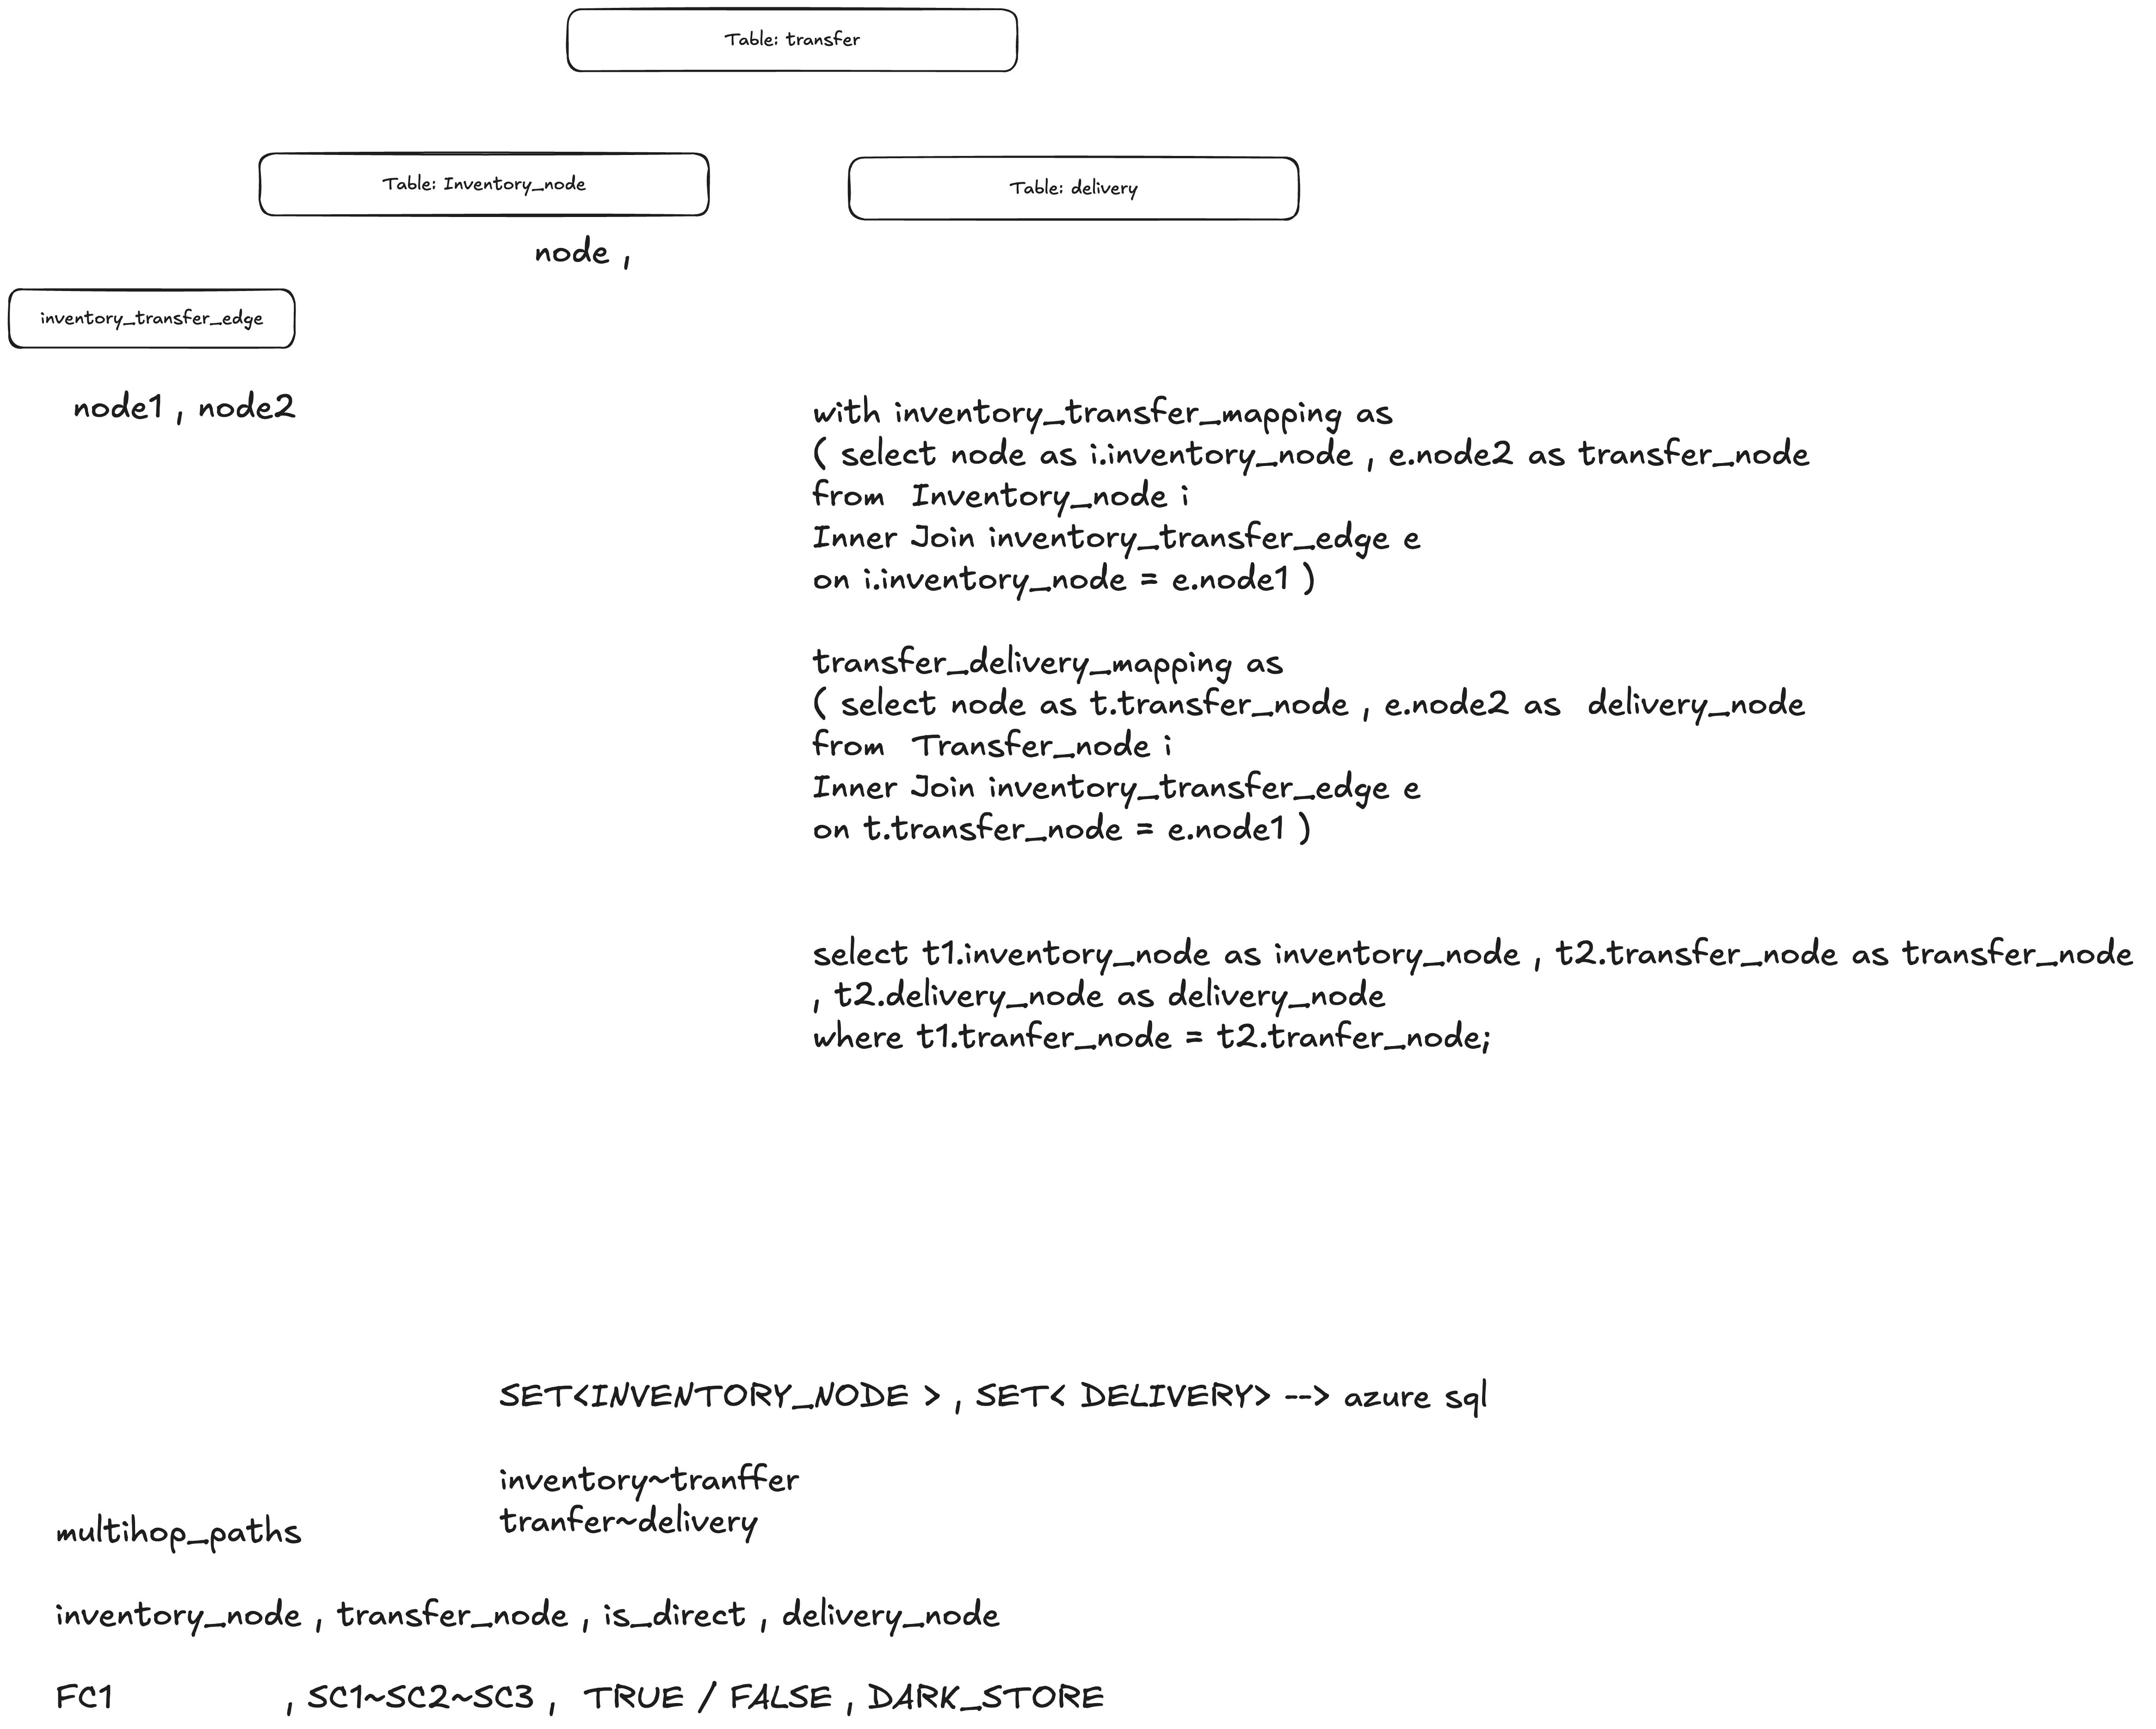 Table: transfer
Table: Inventory_node
Table: delivery
node ,
inventory_transfer_edge
node1 , node2
with inventory_transfer_mapping as
( select node as i.inventory_node , e.node2 as transfer_node
from Inventory_node i
Inner Join inventory_transfer_edge e
on i.inventory_node = e.node1 )
transfer_delivery_mapping as
( select node as t.transfer_node , e.node2 as delivery_node
from Transfer_node i
Inner Join inventory_transfer_edge e
on t.transfer_node = e.node1 )
select t1.inventory_node as inventory_node , t2.transfer_node as transfer_node
, t2.delivery_node as delivery_node
where t1.tranfer_node = t2.tranfer_node;
SET<INVENTORY_NODE > , SET< DELIVERY> --> azure sql
inventory~tranffer
tranfer~delivery
multihop_paths
inventory_node , transfer_node , is_direct , delivery_node
FC1 , SC1~SC2~SC3 , TRUE / FALSE , DARK_STORE